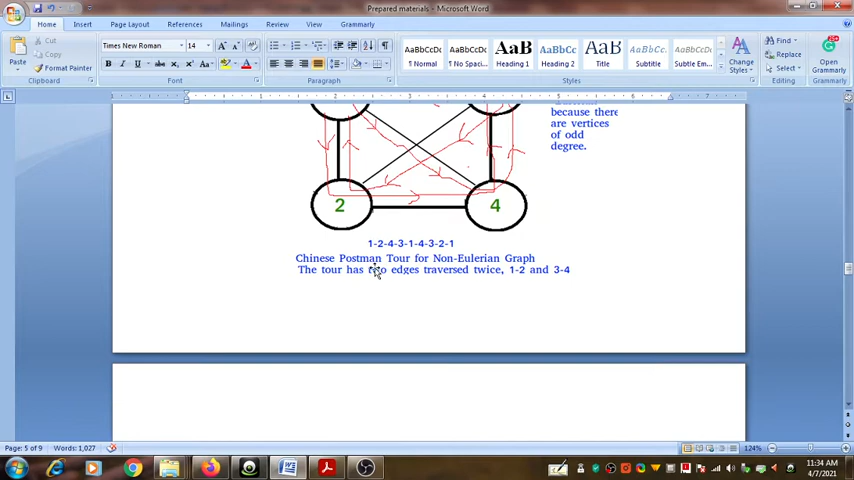 Prepared materials - Microsoft Word
Home Insert Page Layout References Mailings Review View Grammarly
Paste
Cut
Copy
Format Painter
Clipboard
Times New Roman 14
Font
Paragraph
AaBbCcDc AaBbCcDc AaBbC AaBbCc AaBbC AaBbCc. AaBbCcDc
¶ Normal ¶ No Spaci... Heading 1 Heading 2 Title Subtitle Subtle Em...
Styles
Change Styles
Find
Replace
Select
Editing
Open Grammarly
Grammarly
because there
are vertices
of odd
degree.
2
4
1-2-4-3-1-4-3-2-1
Chinese Postman Tour for Non-Eulerian Graph
The tour has two edges traversed twice, 1-2 and 3-4
Page: 5 of 9 Words: 1,027
124%
11:34 AM
4/7/2021